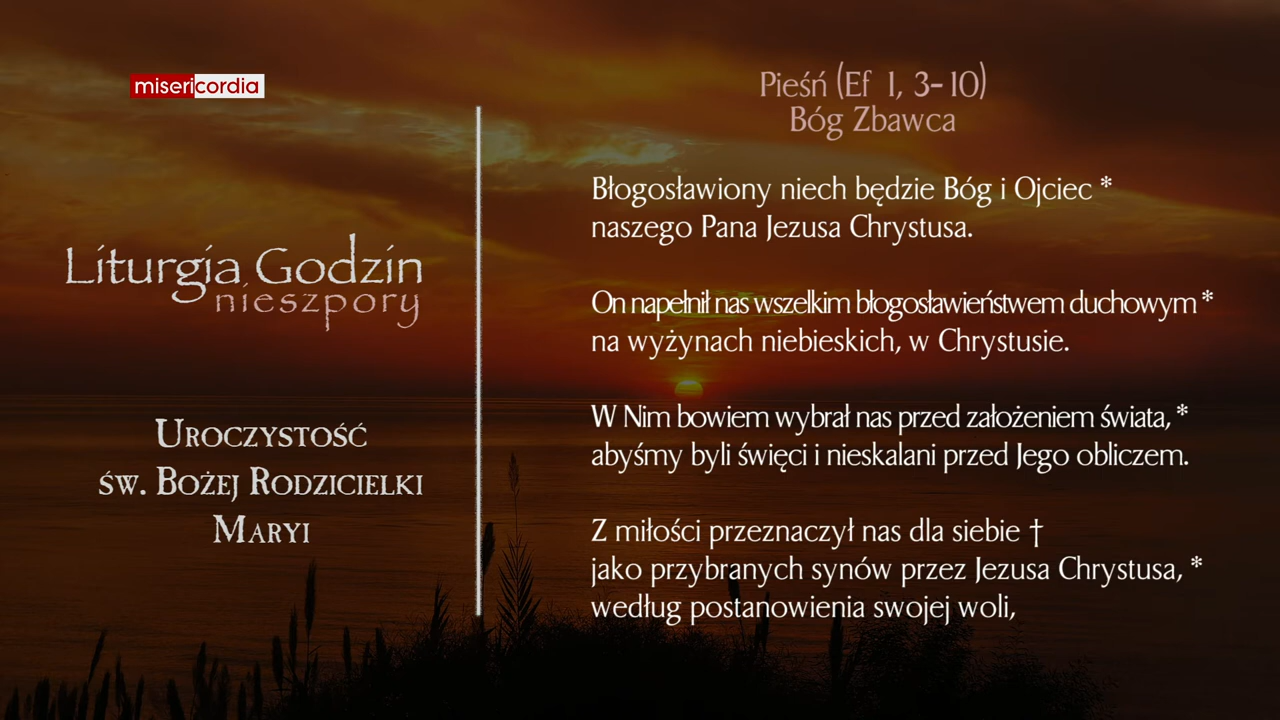 misericordia
Liturgia Godzin
nieszpory
Uroczystość
św. Bożej Rodzicielki
Maryi
Pieśń (Ef 1, 3-10)
Bóg Zbawca
Błogosławiony niech będzie Bóg i Ojciec *
naszego Pana Jezusa Chrystusa.
On napełnił nas wszelkim błogosławieństwem duchowym *
na wyżynach niebieskich, w Chrystusie.
W Nim bowiem wybrał nas przed założeniem świata, *
abyśmy byli święci i nieskalani przed Jego obliczem.
Z miłości przeznaczył nas dla siebie †
jako przybranych synów przez Jezusa Chrystusa, *
według postanowienia swojej woli,